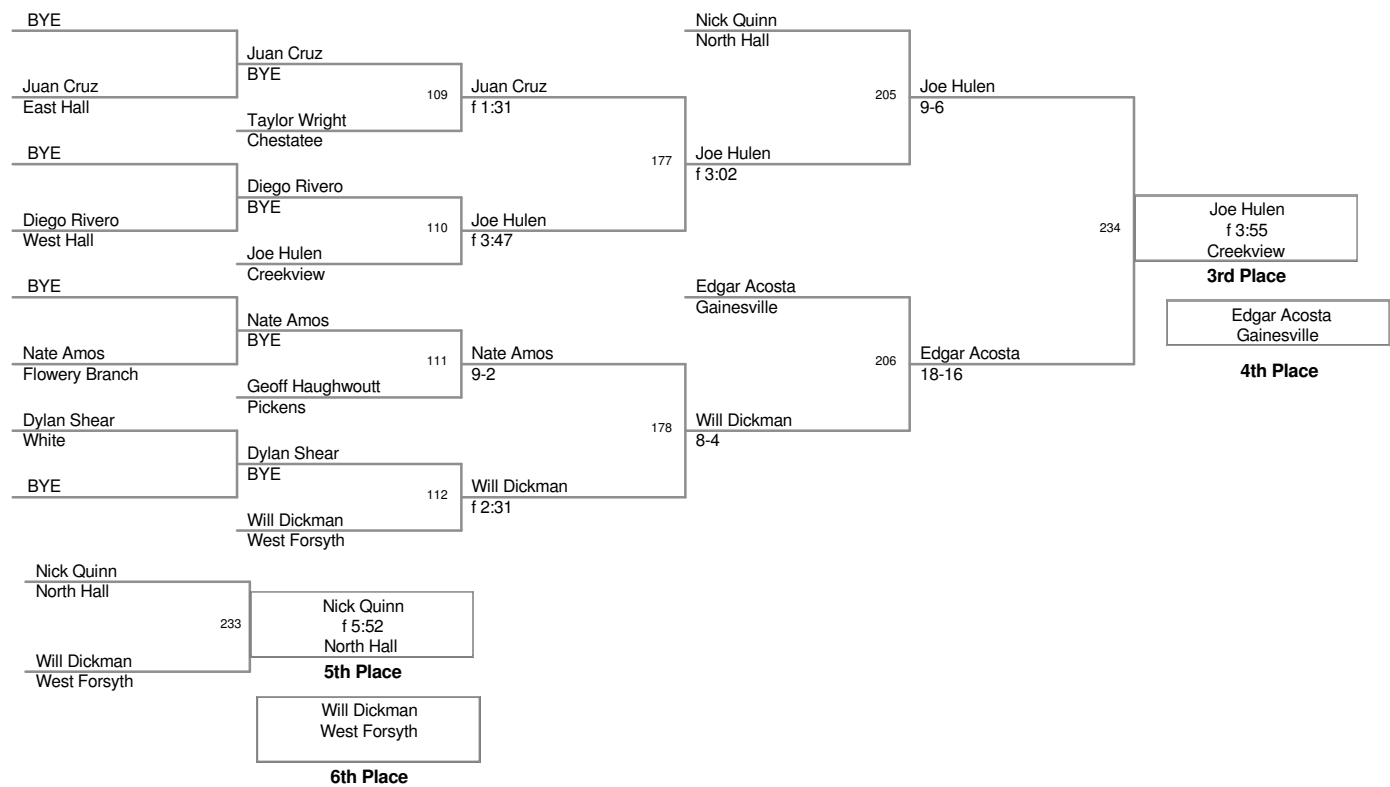 BYE
Juan Cruz
East Hall
BYE
Diego Rivero
West Hall
BYE
Nate Amos
Flowery Branch
Dylan Shear
White
BYE
Juan Cruz
BYE
109
Taylor Wright
Chestatee
Diego Rivero
BYE
110
Joe Hulen
Creekview
Nate Amos
BYE
111
Geoff Haughwoutt
Pickens
Dylan Shear
BYE
112
Will Dickman
West Forsyth
Juan Cruz
f 1:31
177
Joe Hulen
f 3:47
Nate Amos
9-2
178
Will Dickman
f 2:31
Nick Quinn
North Hall
205
Joe Hulen
f 3:02
Edgar Acosta
Gainesville
206
Will Dickman
8-4
Joe Hulen
9-6
234
Edgar Acosta
18-16
Joe Hulen
f 3:55
Creekview
3rd Place
Edgar Acosta
Gainesville
4th Place
Nick Quinn
North Hall
233
Will Dickman
West Forsyth
Nick Quinn
f 5:52
North Hall
5th Place
Will Dickman
West Forsyth
6th Place